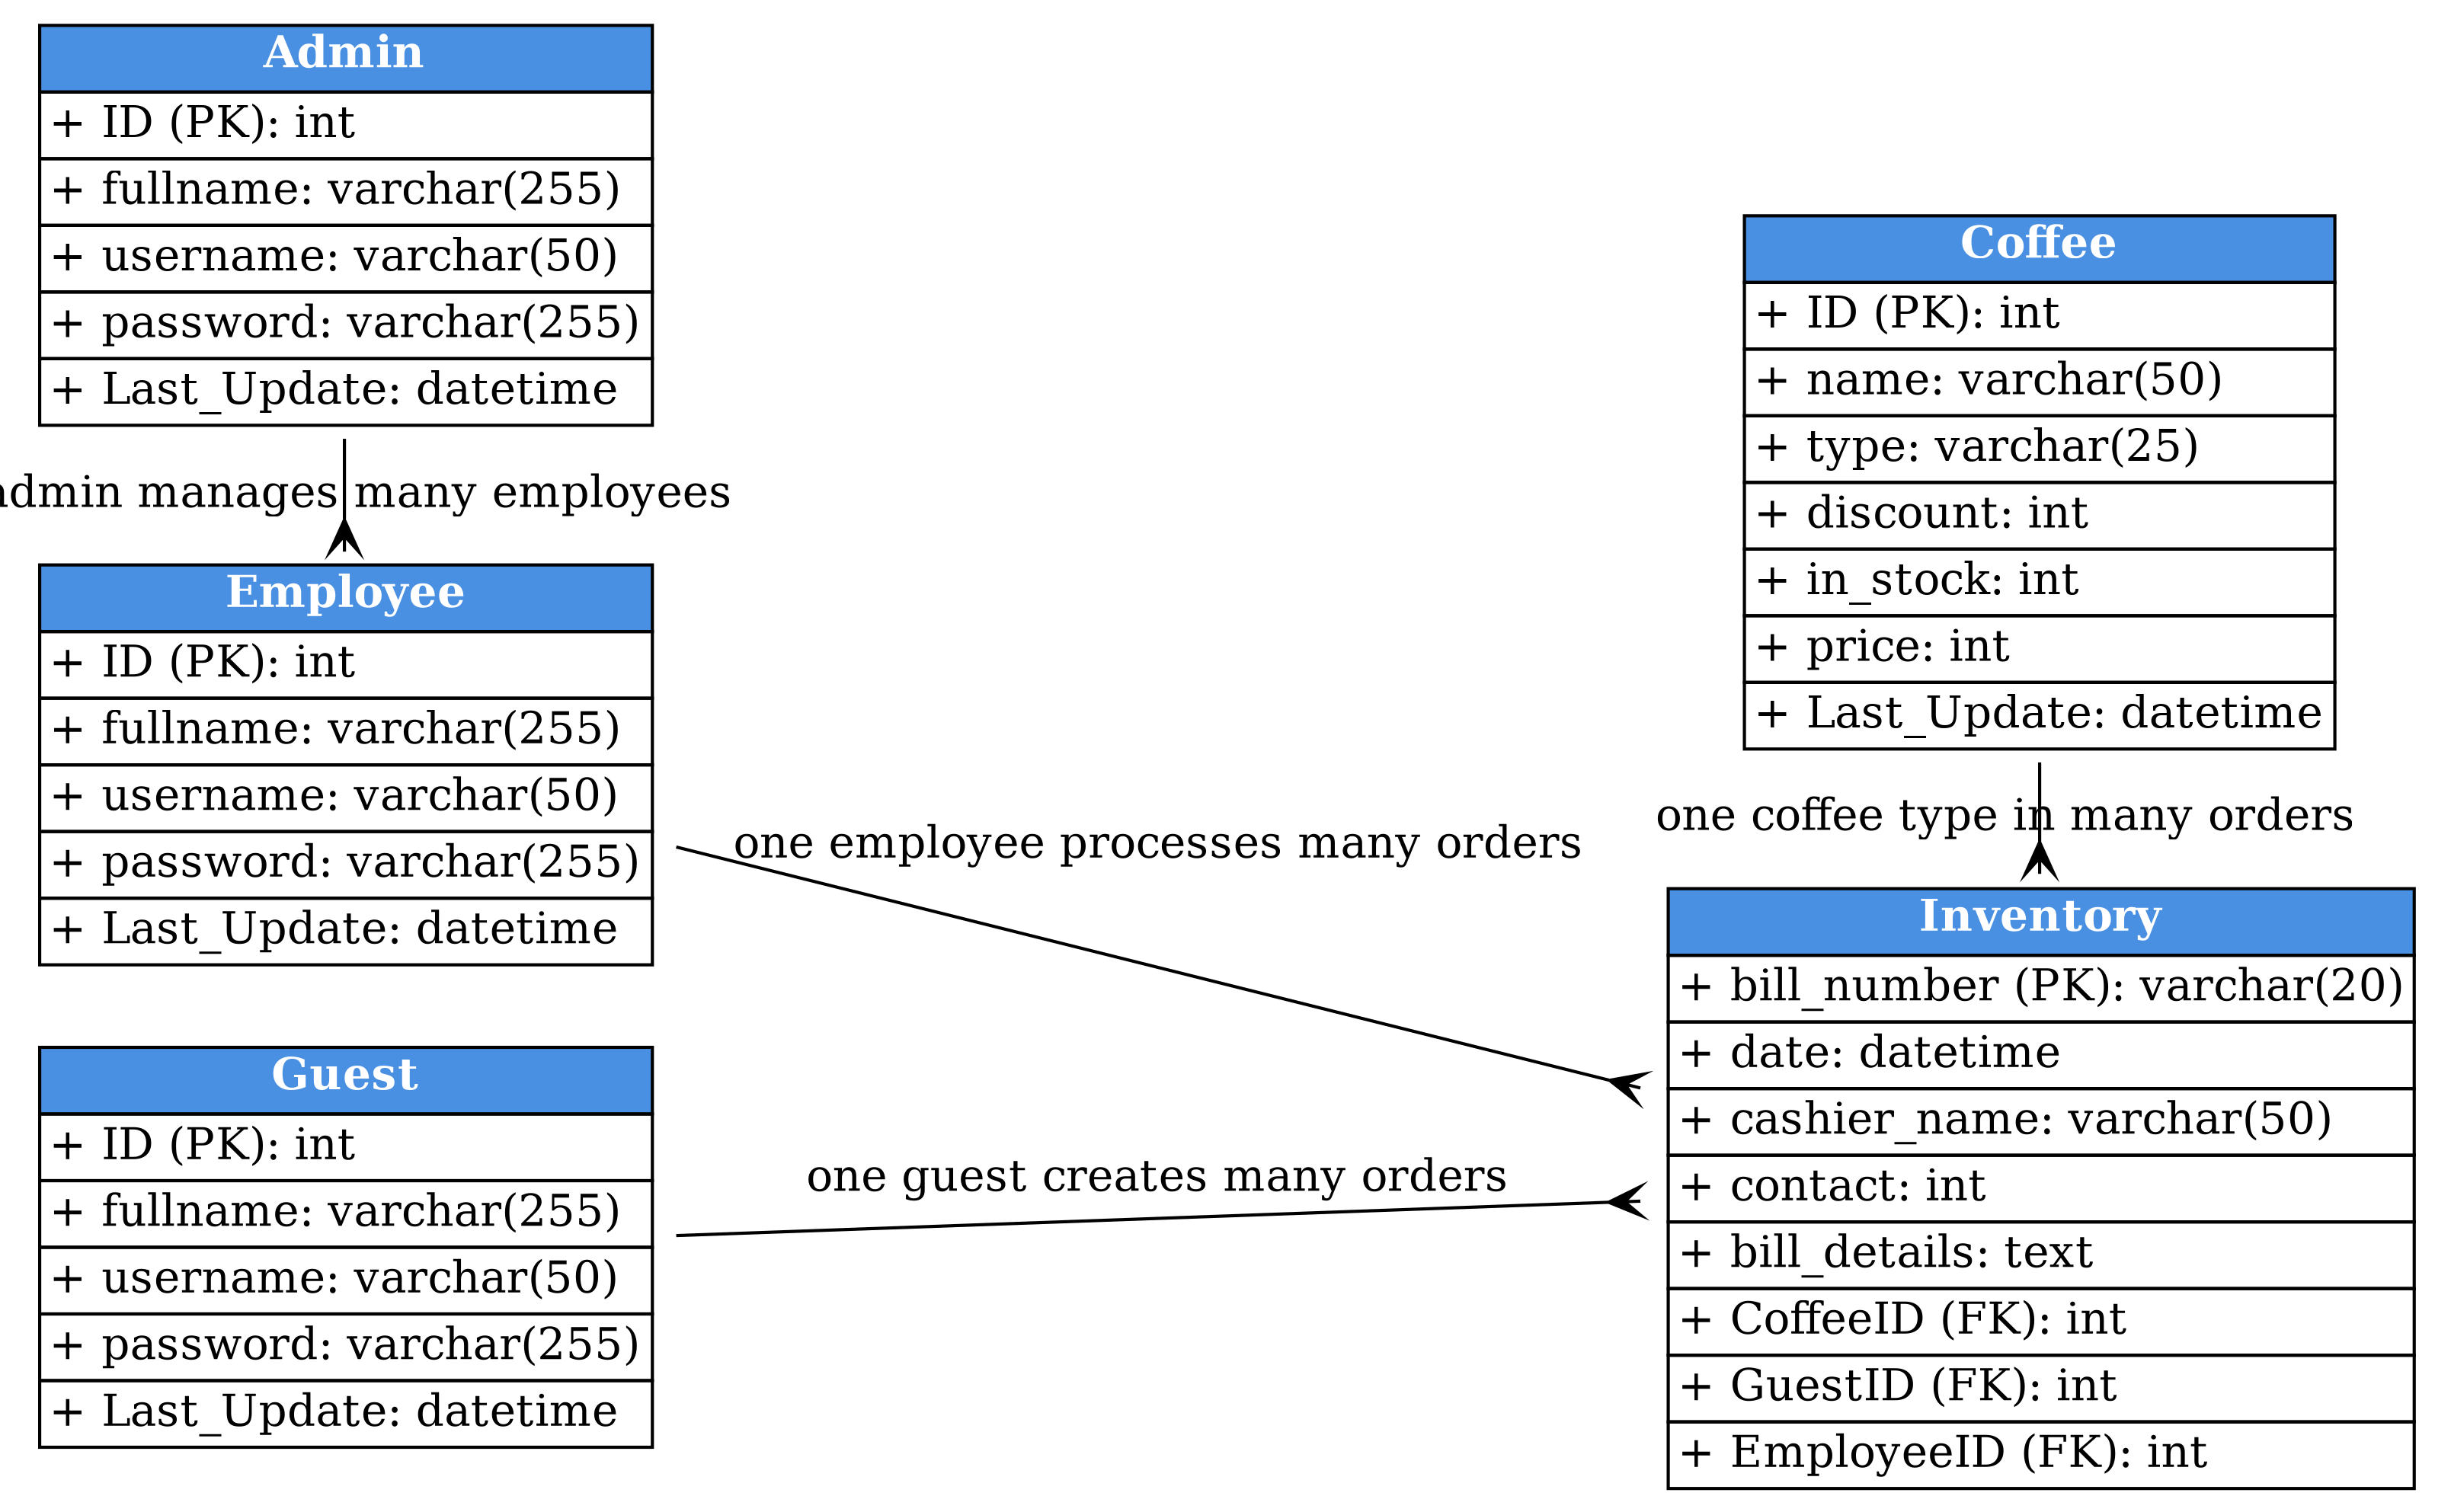 Admin
+ ID (PK): int
+ fullname: varchar(255)
+ username: varchar(50)
+ password: varchar(255)
+ Last_Update: datetime
manages many employees
Employee
+ ID (PK): int
+ fullname: varchar(255)
+ username: varchar(50)
+ password: varchar(255)
+ Last_Update: datetime
Guest
+ ID (PK): int
+ fullname: varchar(255)
+ username: varchar(50)
+ password: varchar(255)
+ Last_Update: datetime
one employee processes many orders
one guest creates many orders
Coffee
+ ID (PK): int
+ name: varchar(50)
+ type: varchar(25)
+ discount: int
+ in_stock: int
+ price: int
+ Last_Update: datetime
one coffee type in many orders
Inventory
+ bill_number (PK): varchar(20)
+ date: datetime
+ cashier_name: varchar(50)
+ contact: int
+ bill_details: text
+ CoffeeID (FK): int
+ GuestID (FK): int
+ EmployeeID (FK): int